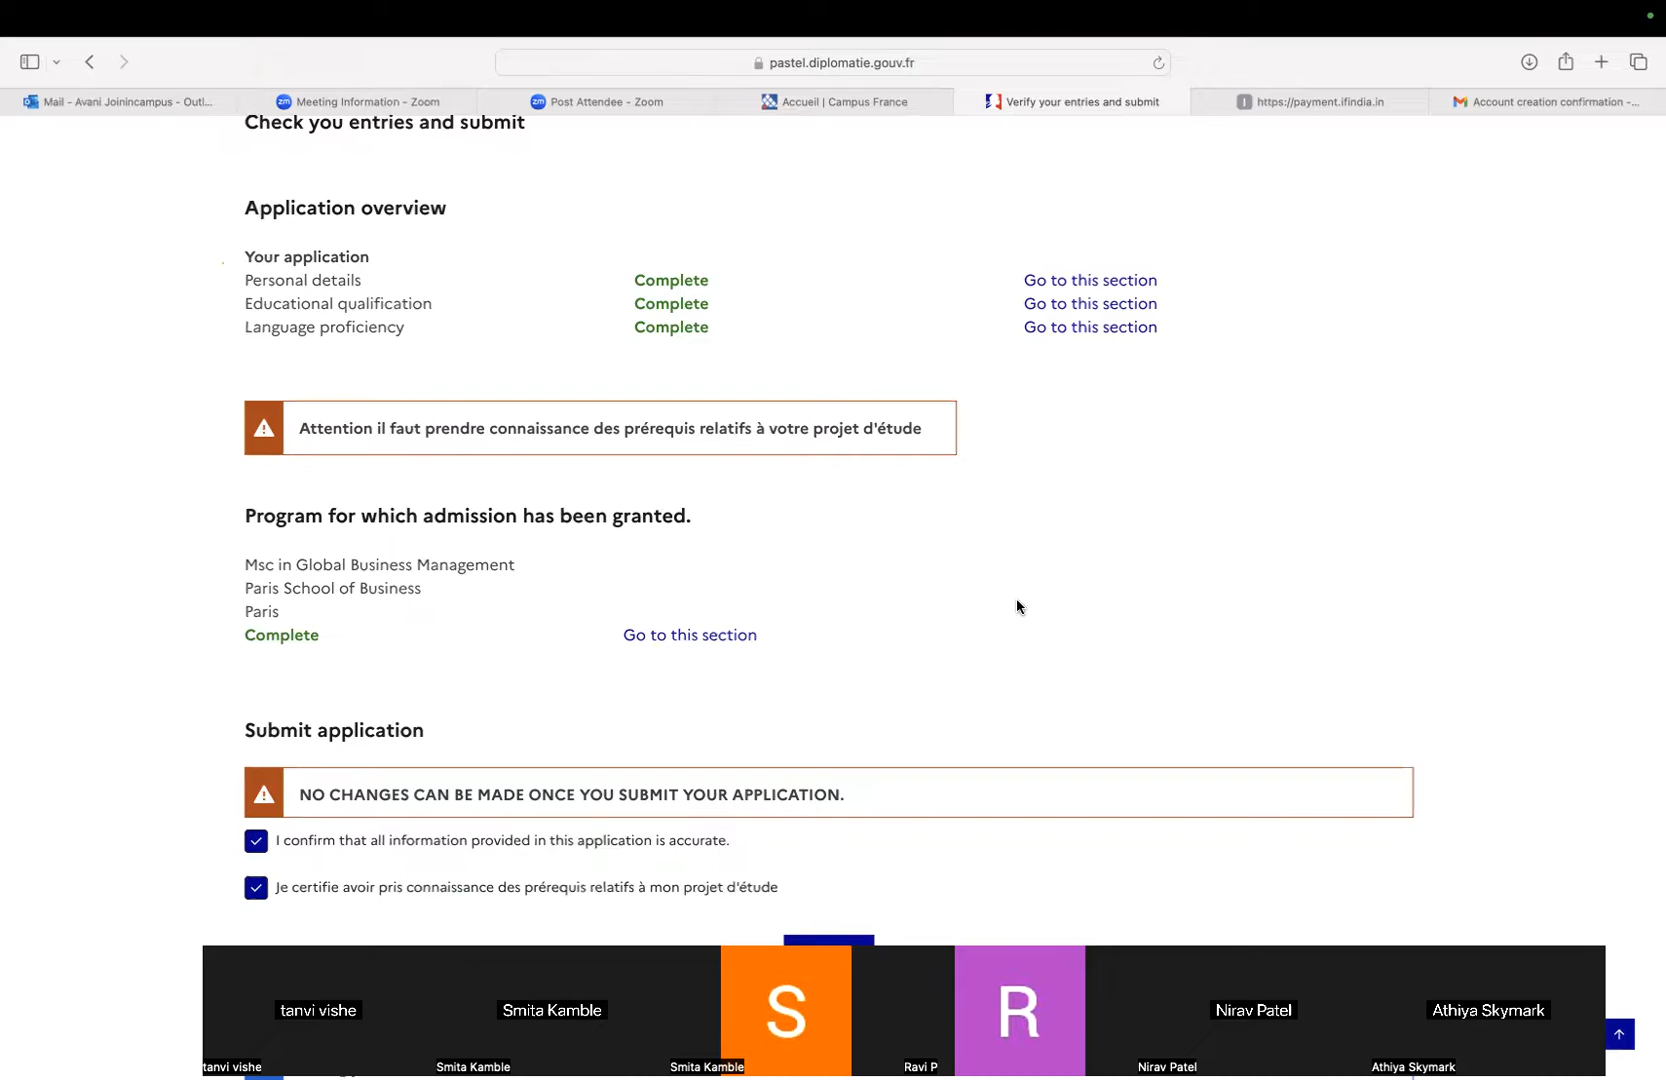 pastel.diplomatie.gouv.fr
Mail - Avani Joinincampus - Outl...
zm Meeting Information - Zoom
zm Post Attendee - Zoom
Accueil | Campus France
Verify your entries and submit
I https://payment.ifindia.in
Account creation confirmation -...
Check you entries and submit
Application overview
Your application
Personal details Complete Go to this section
Educational qualification Complete Go to this section
Language proficiency Complete Go to this section
Attention il faut prendre connaissance des prérequis relatifs à votre projet d'étude
Program for which admission has been granted.
Msc in Global Business Management
Paris School of Business
Paris
Complete Go to this section
Submit application
NO CHANGES CAN BE MADE ONCE YOU SUBMIT YOUR APPLICATION.
I confirm that all information provided in this application is accurate.
Je certifie avoir pris connaissance des prérequis relatifs à mon projet d'étude
tanvi vishe
Smita Kamble
S
R
Nirav Patel
Athiya Skymark
tanvi vishe
Smita Kamble
Smita Kamble
Ravi P
Nirav Patel
Athiya Skymark